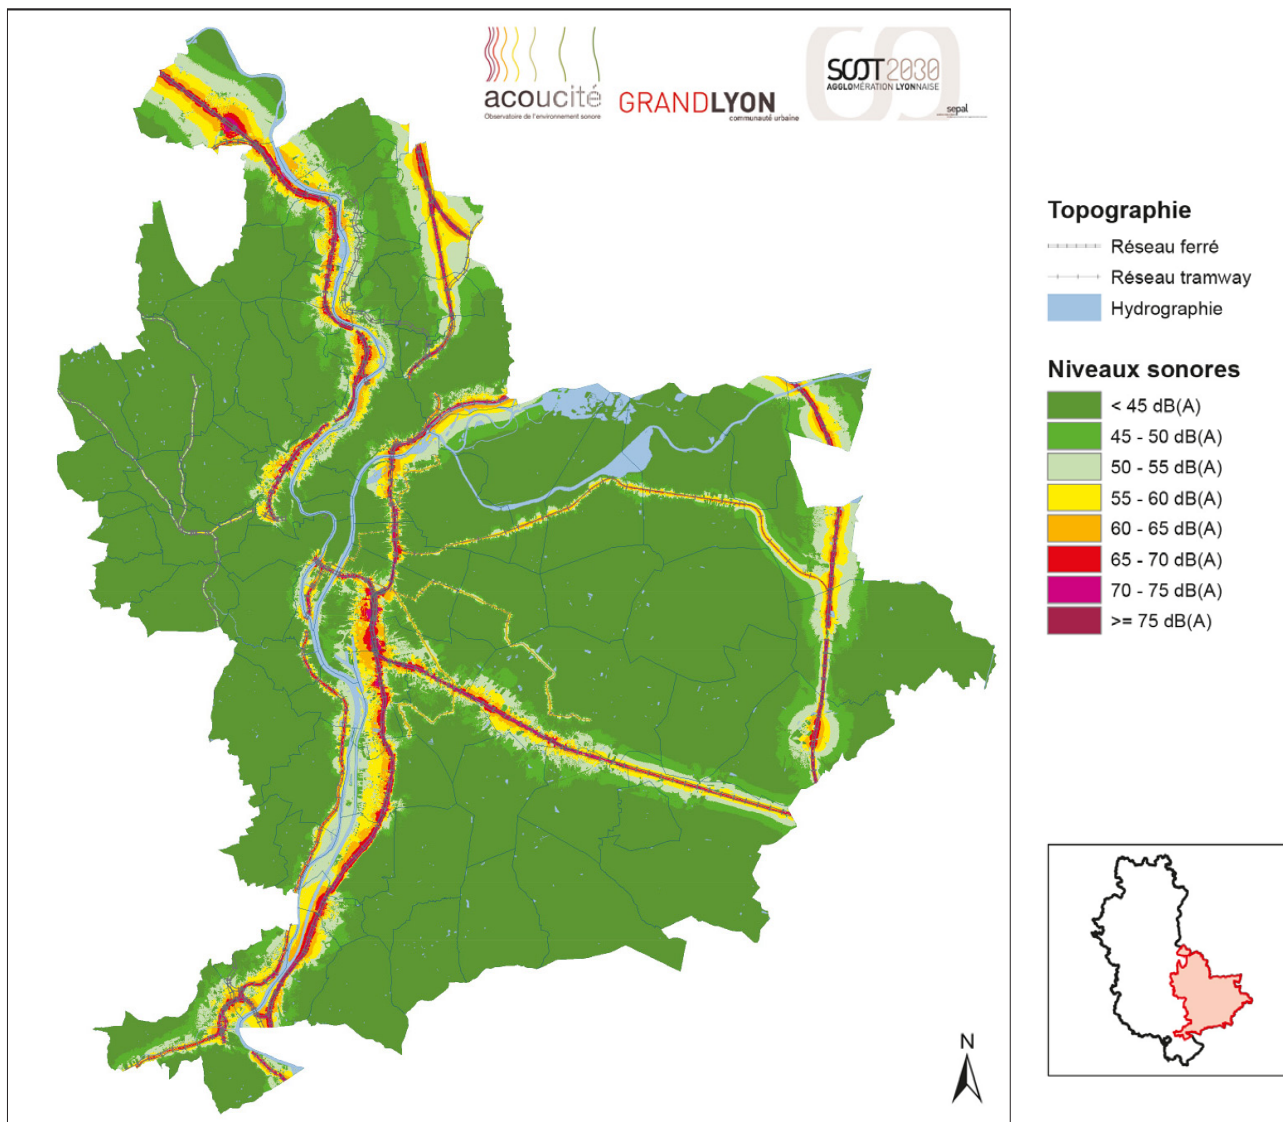 acoucité
Observatoire de l'environnement sonore
GRANDLYON
communauté urbaine
SCOT2030
AGGLOMÉRATION LYONNAISE
sepal
Topographie
Réseau ferré
Réseau tramway
Hydrographie
Niveaux sonores
< 45 dB(A)
45 - 50 dB(A)
50 - 55 dB(A)
55 - 60 dB(A)
60 - 65 dB(A)
65 - 70 dB(A)
70 - 75 dB(A)
>= 75 dB(A)
N